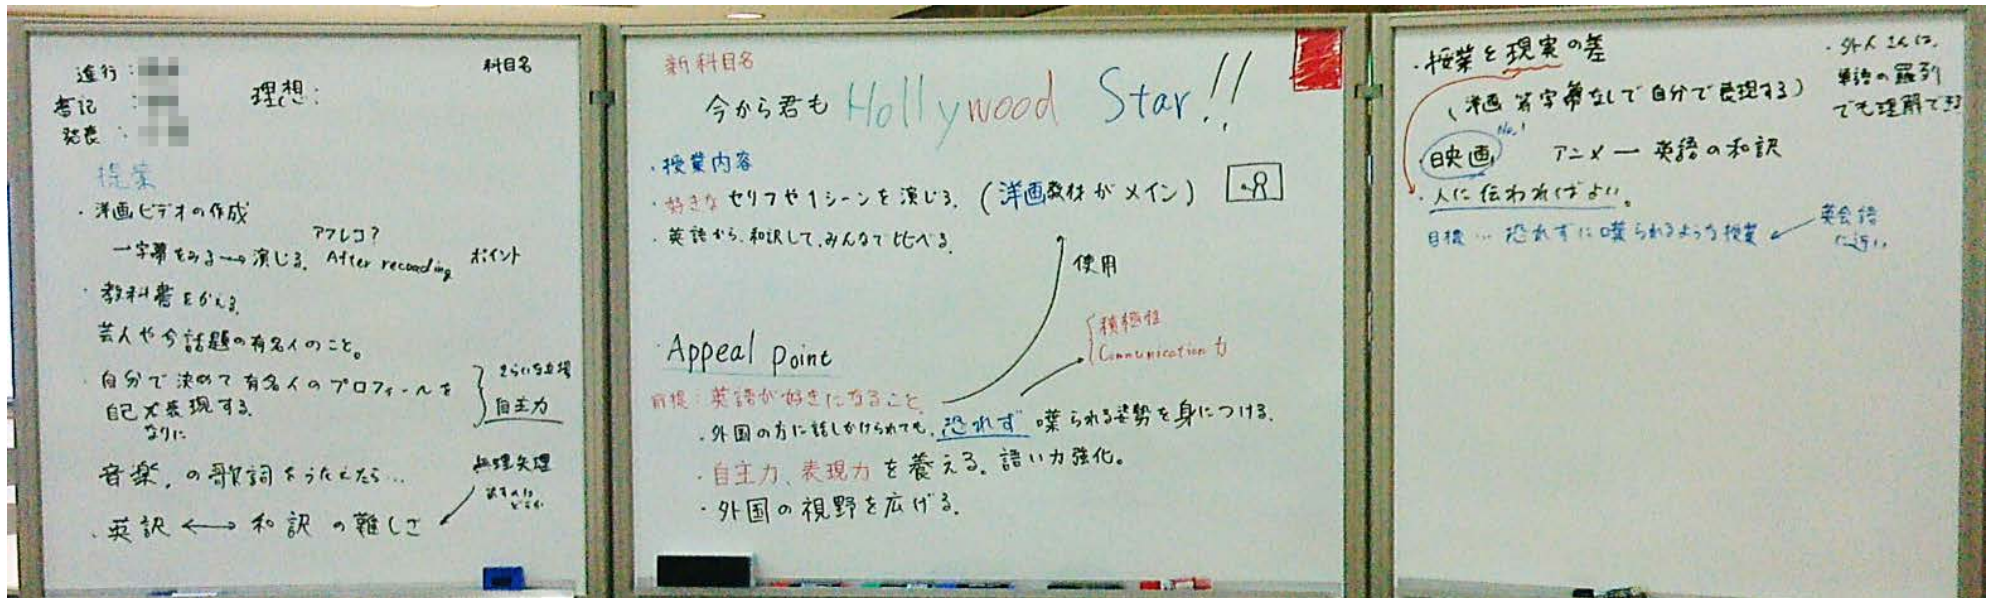 進行：
書記：
発表：
理想：
科目名
提案
・洋画ビデオの作成
アフレコ？
→字幕をみる→演じる。After recoading
ポイント
・教科書をかえる。
芸人や今話題の有名人のこと。
・自分で決めて有名人のプロフィールを
自己で表現する。
なりに
自主力
音楽，の歌詞をうたえたら…
無理矢理
・英訳⟷和訳の難しさ
新科目名
今から君もHollywood Star!!
・授業内容
・好きなセリフや1シーンを演じる。（洋画教材がメイン）
・英語から、和訳して、みんなで比べる。
使用
積極性
Communication力
・Appeal Point
前提：英語が好きになること。
・外国の方に話しかけられても、恐れず喋られる姿勢を身につける。
・自主力、表現力を養える。語い力強化。
・外国の視野を広げる。
・授業と現実の差
（洋画 字幕なしで自分で表現する）
・外人さんは、
単語の羅列
でも理解できる
No.1
・映画
アニメ→英語の和訳
・人に伝わればよい。
目標…恐れずに喋られるような授業
英会話
に近い